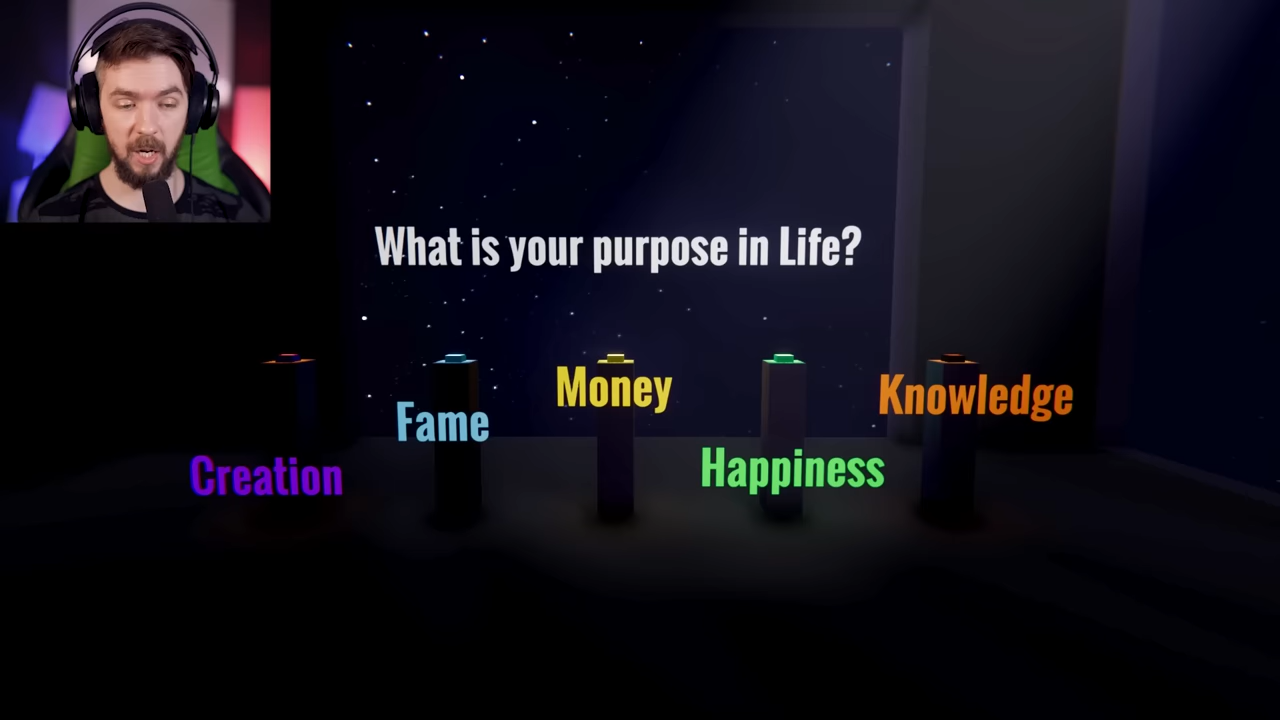 What is your purpose in Life?
Creation
Fame
Money
Happiness
Knowledge